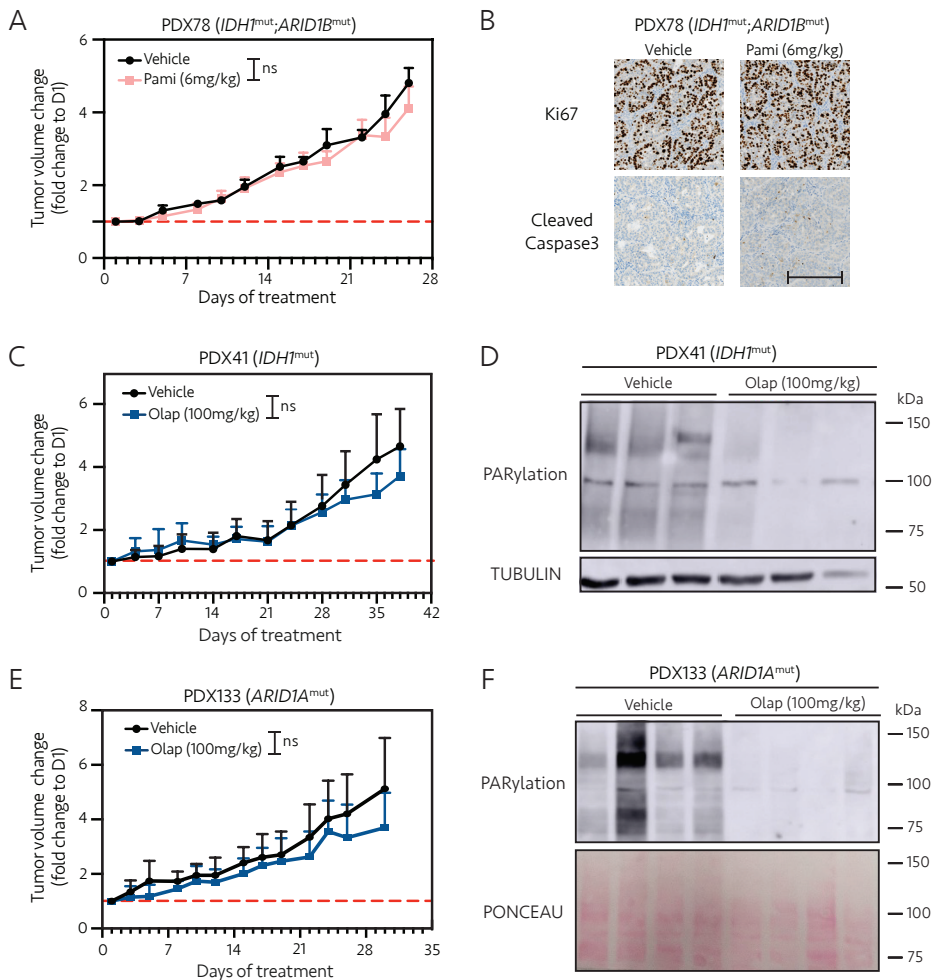 A
PDX78 (IDH1mut;ARID1Bmut)
Tumor volume change
(fold change to D1)
6
4
2
0
Vehicle
Pami (6mg/kg)
ns
0 7 14 21 28
Days of treatment
B
PDX78 (IDH1mut;ARID1Bmut)
Vehicle Pami (6mg/kg)
Ki67
Cleaved
Caspase3
C
PDX41 (IDH1mut)
Tumor volume change
(fold change to D1)
6
4
2
0
Vehicle
Olap (100mg/kg)
ns
0 7 14 21 28 35 42
Days of treatment
D
PDX41 (IDH1mut)
Vehicle Olap (100mg/kg)
kDa
PARylation
150
100
75
TUBULIN
50
E
PDX133 (ARID1Amut)
Tumor volume change
(fold change to D1)
8
6
4
2
0
Vehicle
Olap (100mg/kg)
ns
0 7 14 21 28 35
Days of treatment
F
PDX133 (ARID1Amut)
Vehicle Olap (100mg/kg)
kDa
PARylation
150
100
75
PONCEAU
150
100
75